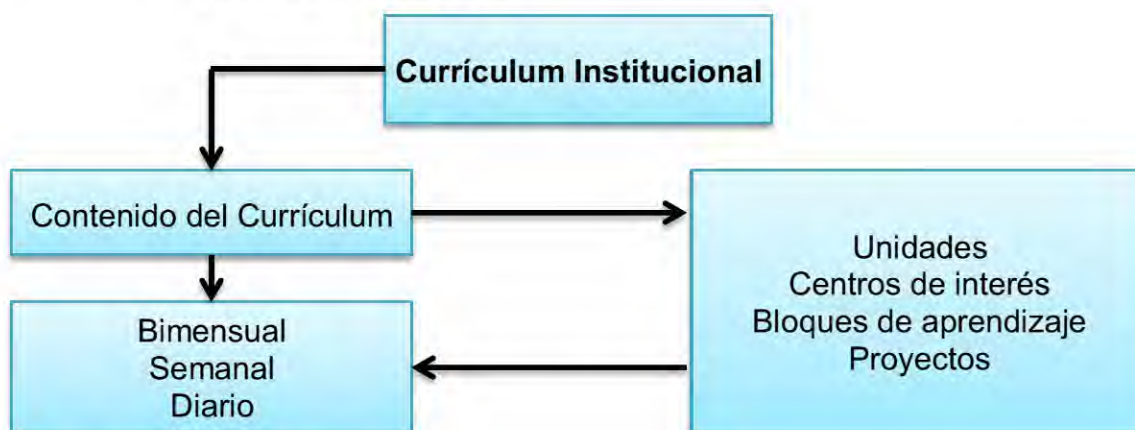 Currículum Institucional
Contenido del Currículum
Unidades
Centros de interés
Bloques de aprendizaje
Proyectos
Bimensual
Semanal
Diario